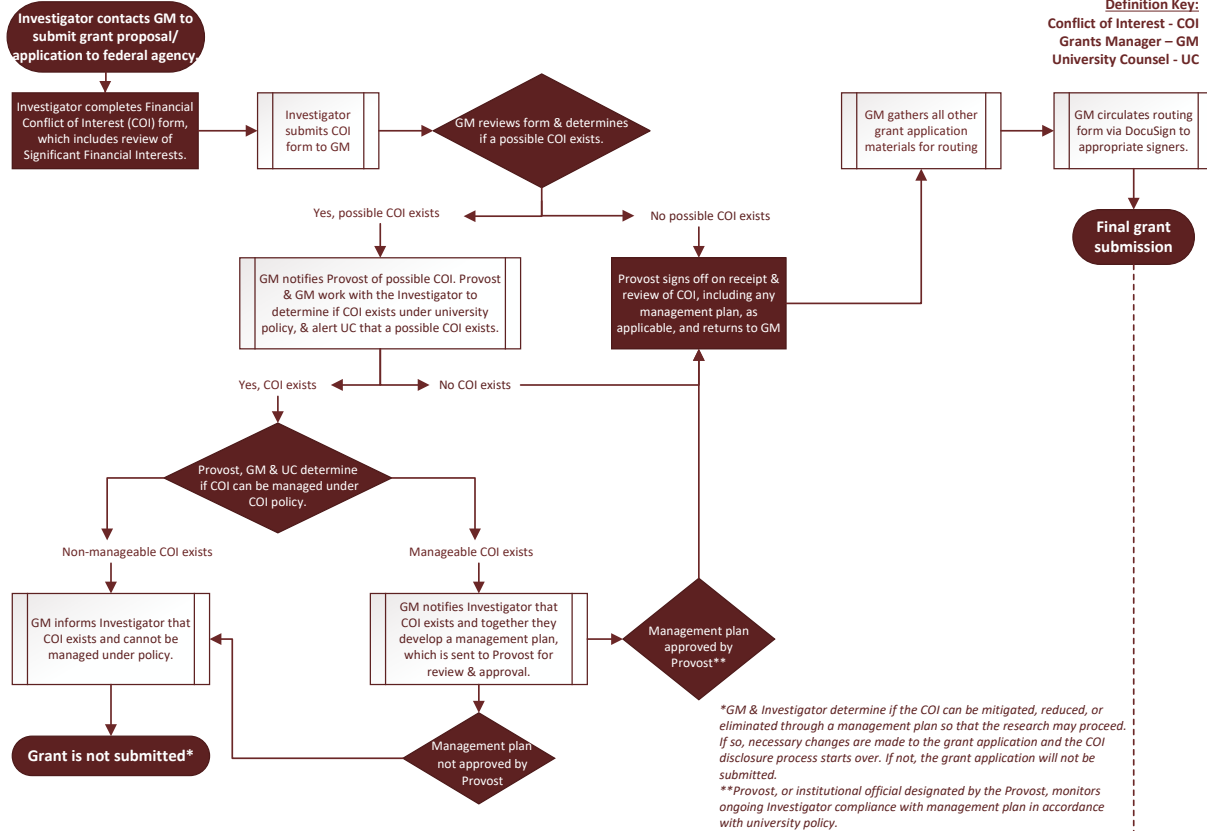 Investigator contacts GM to
submit grant proposal/
application to federal agency.
Definition Key:
Conflict of Interest - COI
Grants Manager – GM
University Counsel - UC
Investigator completes Financial
Conflict of Interest (COI) form,
which includes review of
Significant Financial Interests.
Investigator
submits COI
form to GM
GM reviews form & determines
if a possible COI exists.
GM gathers all other
grant application
materials for routing
GM circulates routing
form via DocuSign to
appropriate signers.
Yes, possible COI exists
No possible COI exists
Final grant
submission
GM notifies Provost of possible COI. Provost
& GM work with the Investigator to
determine if COI exists under university
policy, & alert UC that a possible COI exists.
Provost signs off on receipt &
review of COI, including any
management plan, as
applicable, and returns to GM
Yes, COI exists
No COI exists
Provost, GM & UC determine
if COI can be managed under
COI policy.
Non-manageable COI exists
Manageable COI exists
GM informs Investigator that
COI exists and cannot be
managed under policy.
GM notifies Investigator that
COI exists and together they
develop a management plan,
which is sent to Provost for
review & approval.
Management plan
approved by
Provost**
Grant is not submitted*
Management plan
not approved by
Provost
*GM & Investigator determine if the COI can be mitigated, reduced, or
eliminated through a management plan so that the research may proceed.
If so, necessary changes are made to the grant application and the COI
disclosure process starts over. If not, the grant application will not be
submitted.
**Provost, or institutional official designated by the Provost, monitors
ongoing Investigator compliance with management plan in accordance
with university policy.